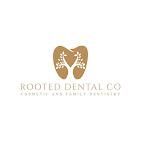 ROOTED DENTAL CO
COSMETIC AND FAMILY DENTISTRY